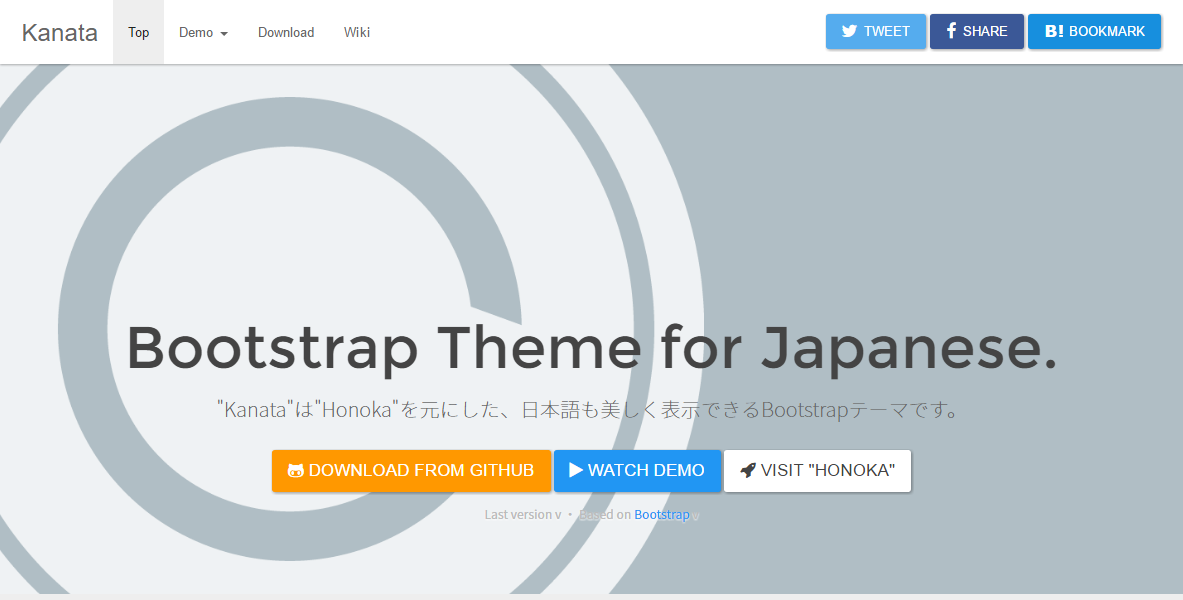 Kanata Top Demo Download Wiki TWEET SHARE B! BOOKMARK
Bootstrap Theme for Japanese.
"Kanata"は"Honoka"を元にした、日本語も美しく表示できるBootstrapテーマです。
DOWNLOAD FROM GITHUB WATCH DEMO VISIT "HONOKA"
Last version v ・ Based on Bootstrap v